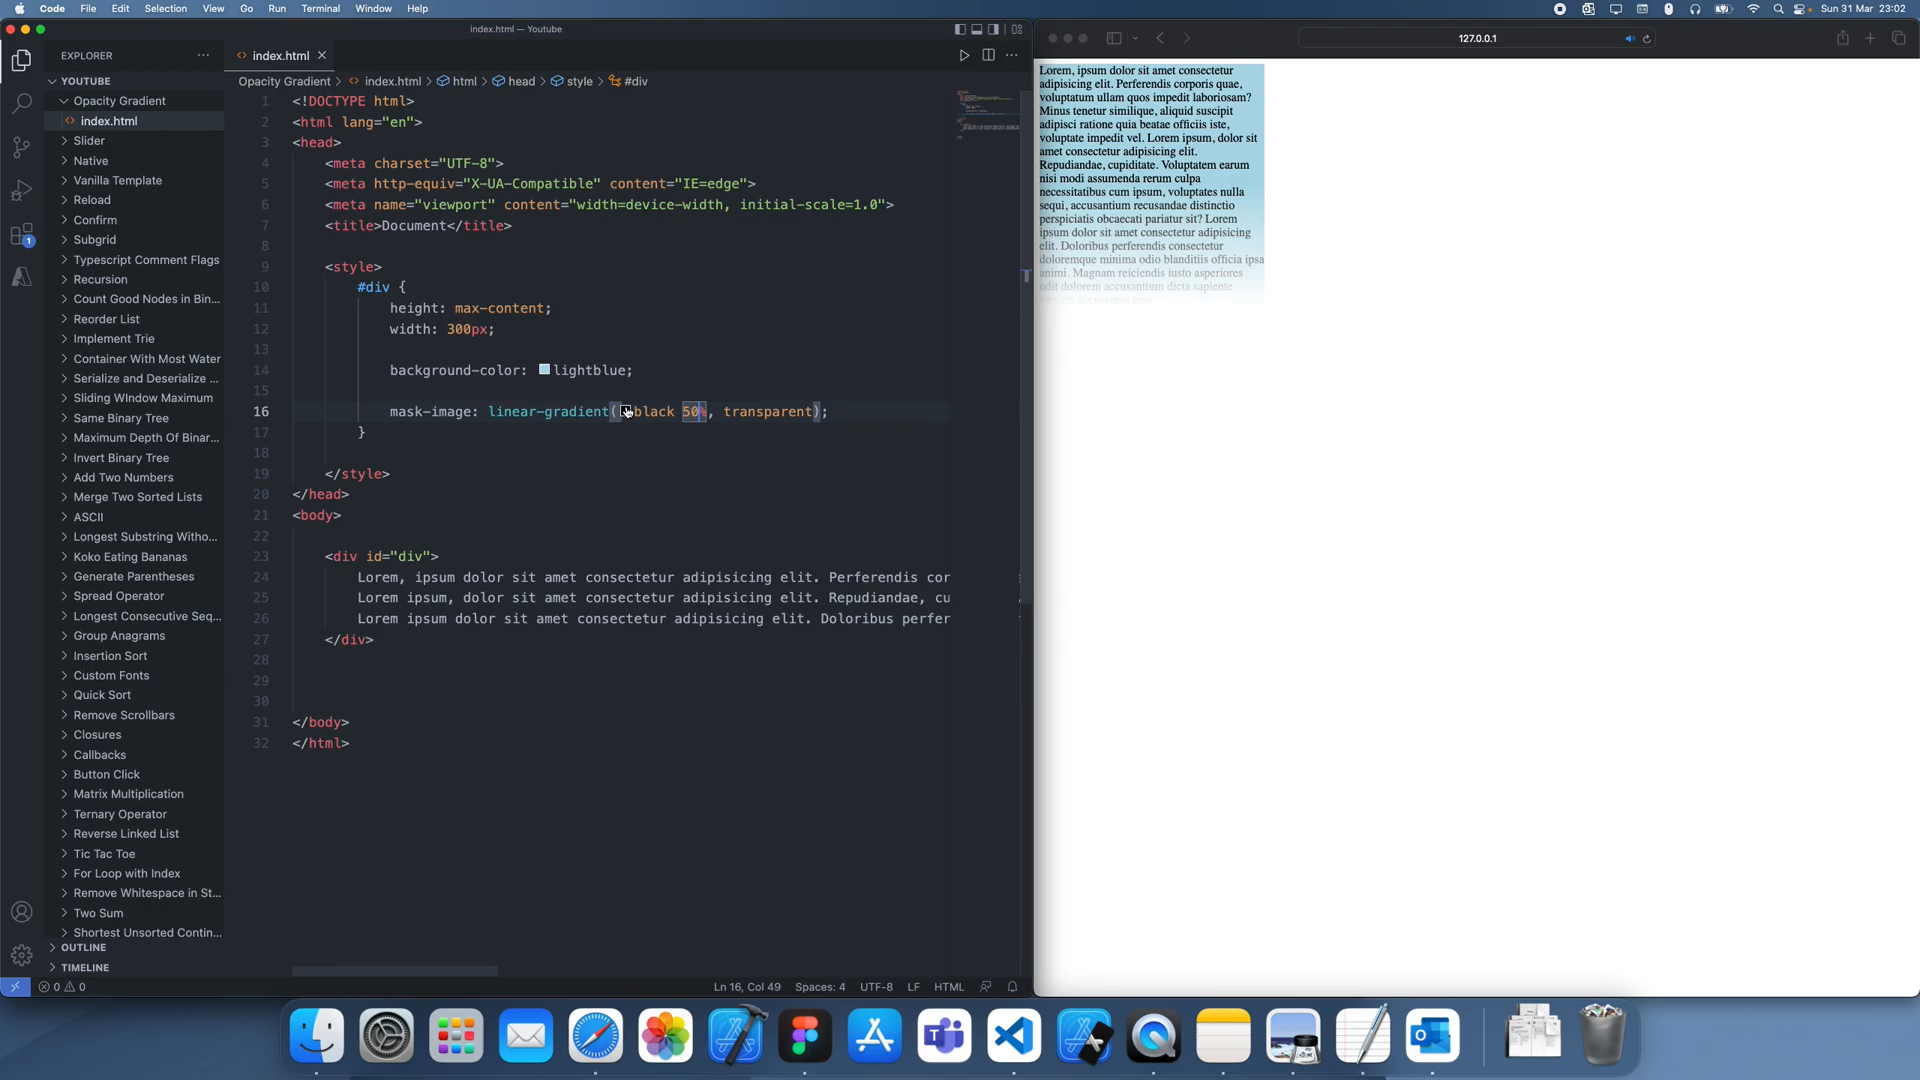 Code File Edit Selection View Go Run Terminal Window Help
Sun 31 Mar 23:02
index.html — Youtube
127.0.0.1
EXPLORER
index.html
YOUTUBE
Opacity Gradient
index.html
Slider
Native
Vanilla Template
Reload
Confirm
Subgrid
Typescript Comment Flags
Recursion
Count Good Nodes in Bin...
Reorder List
Implement Trie
Container With Most Water
Serialize and Deserialize ...
Sliding WIndow Maximum
Same Binary Tree
Maximum Depth Of Binar...
Invert Binary Tree
Add Two Numbers
Merge Two Sorted Lists
ASCII
Longest Substring Witho...
Koko Eating Bananas
Generate Parentheses
Spread Operator
Longest Consecutive Seq...
Group Anagrams
Insertion Sort
Custom Fonts
Quick Sort
Remove Scrollbars
Closures
Callbacks
Button Click
Matrix Multiplication
Ternary Operator
Reverse Linked List
Tic Tac Toe
For Loop with Index
Remove Whitespace in St...
Two Sum
Shortest Unsorted Contin...
OUTLINE
TIMELINE
1
Opacity Gradient > index.html > html > head > style > #div
1 <!DOCTYPE html>
2 <html lang="en">
3 <head>
4 <meta charset="UTF-8">
5 <meta http-equiv="X-UA-Compatible" content="IE=edge">
6 <meta name="viewport" content="width=device-width, initial-scale=1.0">
7 <title>Document</title>
8
9 <style>
10 #div {
11 height: max-content;
12 width: 300px;
13
14 background-color: lightblue;
15
16 mask-image: linear-gradient(black 50%, transparent);
17 }
18
19 </style>
20 </head>
21 <body>
22
23 <div id="div">
24 Lorem, ipsum dolor sit amet consectetur adipisicing elit. Perferendis cor
25 Lorem ipsum, dolor sit amet consectetur adipisicing elit. Repudiandae, cu
26 Lorem ipsum dolor sit amet consectetur adipisicing elit. Doloribus perfer
27 </div>
28
29
30
31 </body>
32 </html>
0 0
Ln 16, Col 49 Spaces: 4 UTF-8 LF HTML
Lorem, ipsum dolor sit amet consectetur
adipisicing elit. Perferendis corporis quae,
voluptatum ullam quos impedit laboriosam?
Minus tenetur similique, aliquid suscipit
adipisci ratione quia beatae officiis iste,
voluptate impedit vel. Lorem ipsum, dolor sit
amet consectetur adipisicing elit.
Repudiandae, cupiditate. Voluptatem earum
nisi modi assumenda rerum culpa
necessitatibus cum ipsum, voluptates nulla
sequi, accusantium recusandae distinctio
perspiciatis obcaecati pariatur sit? Lorem
ipsum dolor sit amet consectetur adipisicing
elit. Doloribus perferendis consectetur
doloremque minima odio blanditiis officia ipsa
animi. Magnam reiciendis iusto asperiores
odit dolorem accusantium dicta sapiente